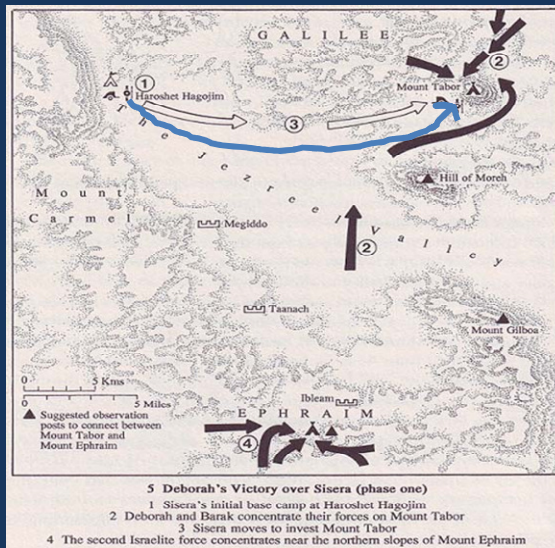 GALILEE
2
Mount Tabor
1
Haroshet Hagojim
3
The Jezreel Valley
Hill of Moreh
Mount
Carmel
Megiddo
2
Taanach
Mount Gilboa
0 5 Kms
0 5 Miles
Ibleam
EPHRAIM
▲ Suggested observation
posts to connect between
Mount Tabor and
Mount Ephraim
4
5 Deborah's Victory over Sisera (phase one)
1 Sisera's initial base camp at Haroshet Hagojim
2 Deborah and Barak concentrate their forces on Mount Tabor
3 Sisera moves to invest Mount Tabor
4 The second Israelite force concentrates near the northern slopes of Mount Ephraim